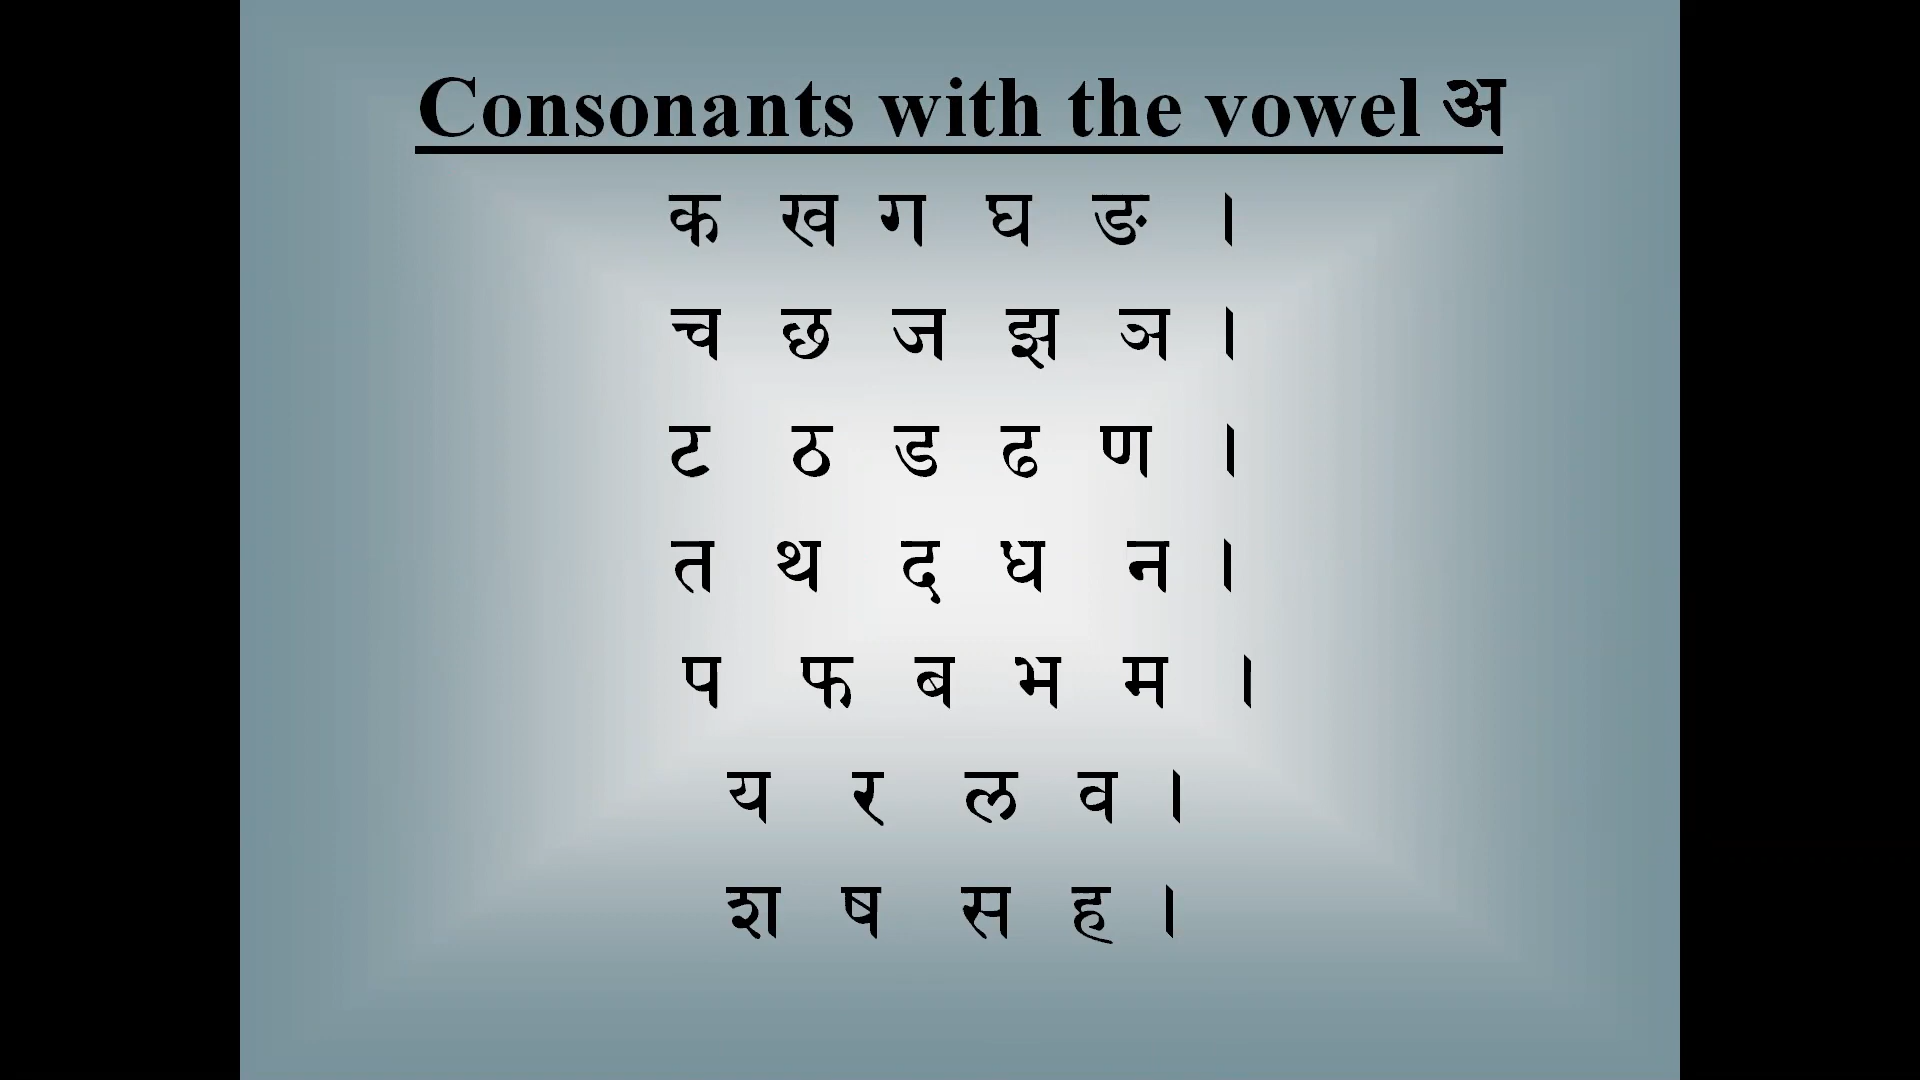 Consonants with the vowel अ
क ख ग घ ङ ।
च छ ज झ ञ ।
ट ठ ड ढ ण ।
त थ द ध न ।
प फ ब भ म ।
य र ल व ।
श ष स ह ।